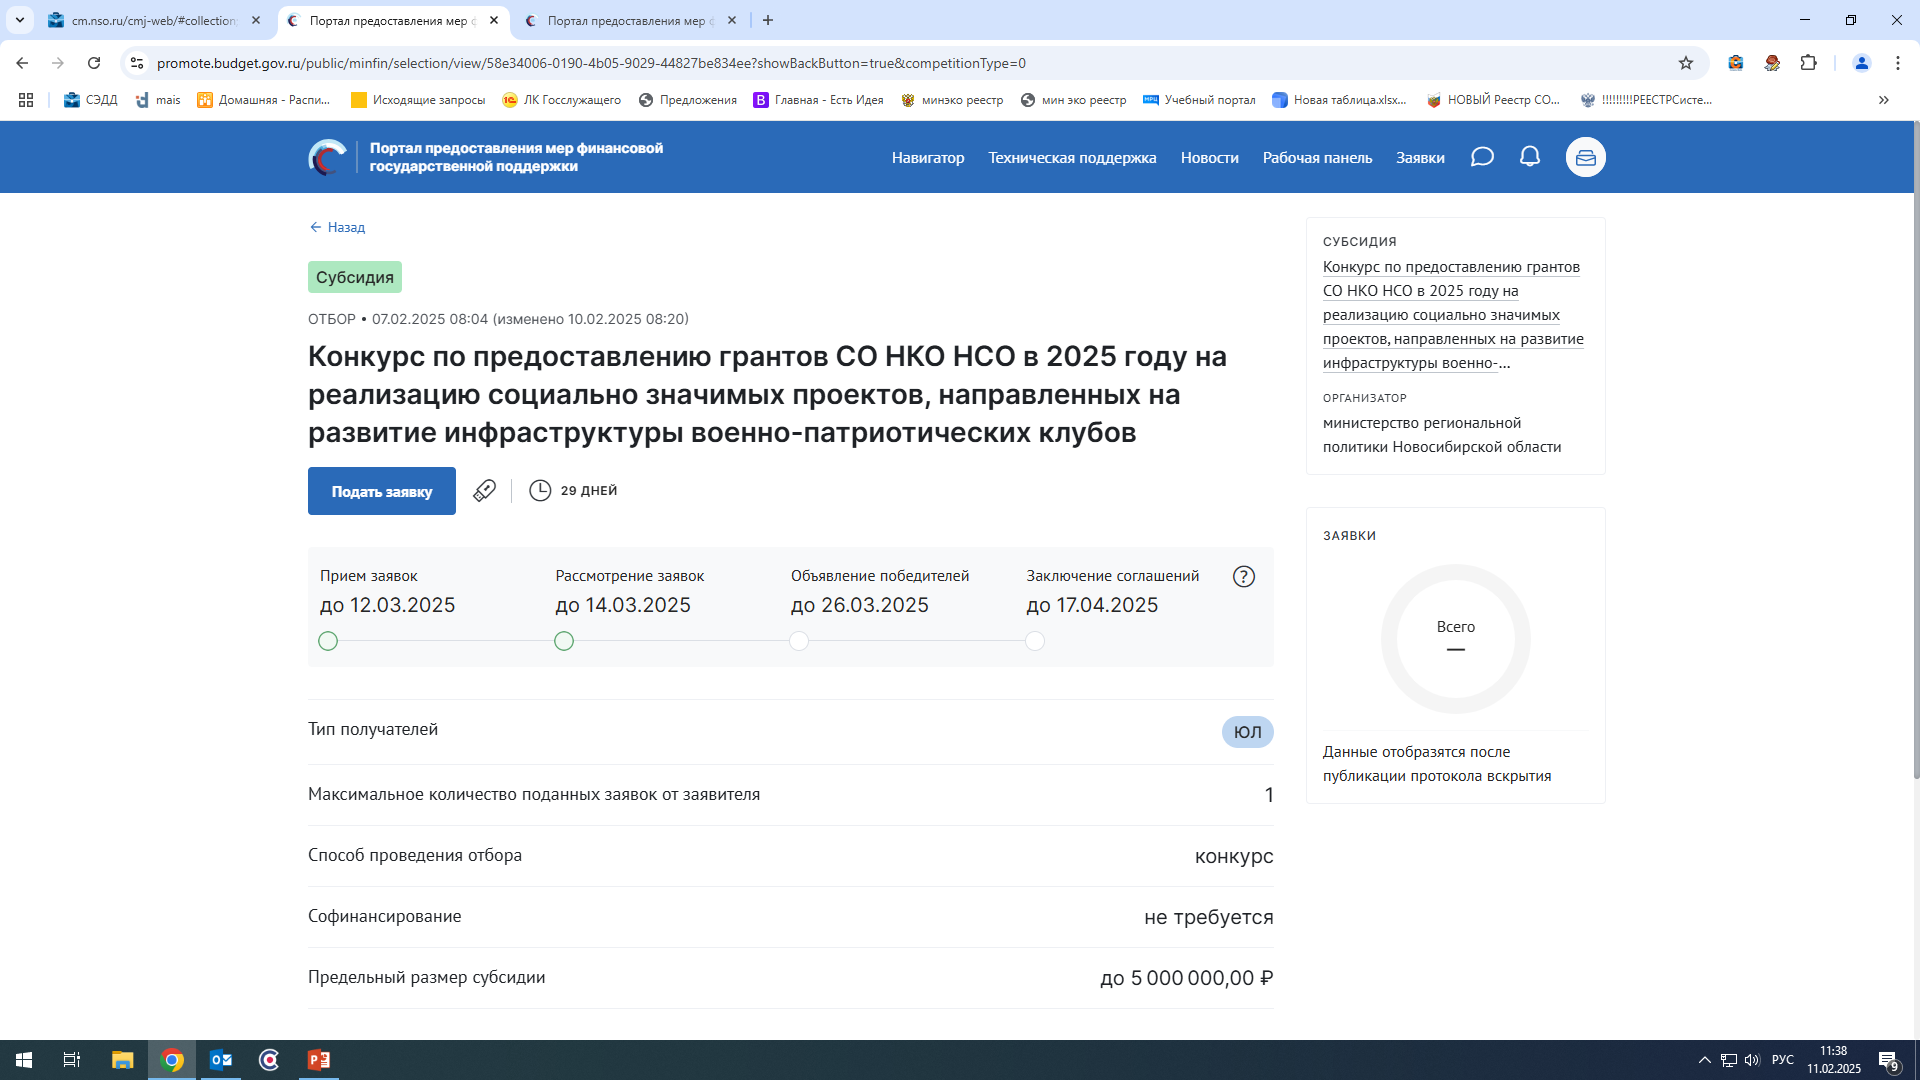 cm.nso.ru/cmj-web/#collection
Портал предоставления мер
Портал предоставления мер
promote.budget.gov.ru/public/minfin/selection/view/58e34006-0190-4b05-9029-44827be834ee?showBackButton=true&competitionType=0
СЭДД
mais
Домашняя - Распи...
Исходящие запросы
ЛК Госслужащего
Предложения
Главная - Есть Идея
минэко реестр
мин эко реестр
Учебный портал
Новая таблица.xlsx...
НОВЫЙ Реестр СО...
!!!!!!!!!РЕЕСТРСисте...
Портал предоставления мер финансовой
государственной поддержки
Навигатор
Техническая поддержка
Новости
Рабочая панель
Заявки
← Назад
Субсидия
ОТБОР • 07.02.2025 08:04 (изменено 10.02.2025 08:20)
Конкурс по предоставлению грантов СО НКО НСО в 2025 году на
реализацию социально значимых проектов, направленных на
развитие инфраструктуры военно-патриотических клубов
Подать заявку
29 ДНЕЙ
Прием заявок
до 12.03.2025
Рассмотрение заявок
до 14.03.2025
Объявление победителей
до 26.03.2025
Заключение соглашений
до 17.04.2025
?
Тип получателей
ЮЛ
Максимальное количество поданных заявок от заявителя
1
Способ проведения отбора
конкурс
Софинансирование
не требуется
Предельный размер субсидии
до 5 000 000,00 ₽
СУБСИДИЯ
Конкурс по предоставлению грантов
СО НКО НСО в 2025 году на
реализацию социально значимых
проектов, направленных на развитие
инфраструктуры военно-...
ОРГАНИЗАТОР
министерство региональной
политики Новосибирской области
ЗАЯВКИ
Всего
—
Данные отобразятся после
публикации протокола вскрытия
РУС
11:38
11.02.2025
9